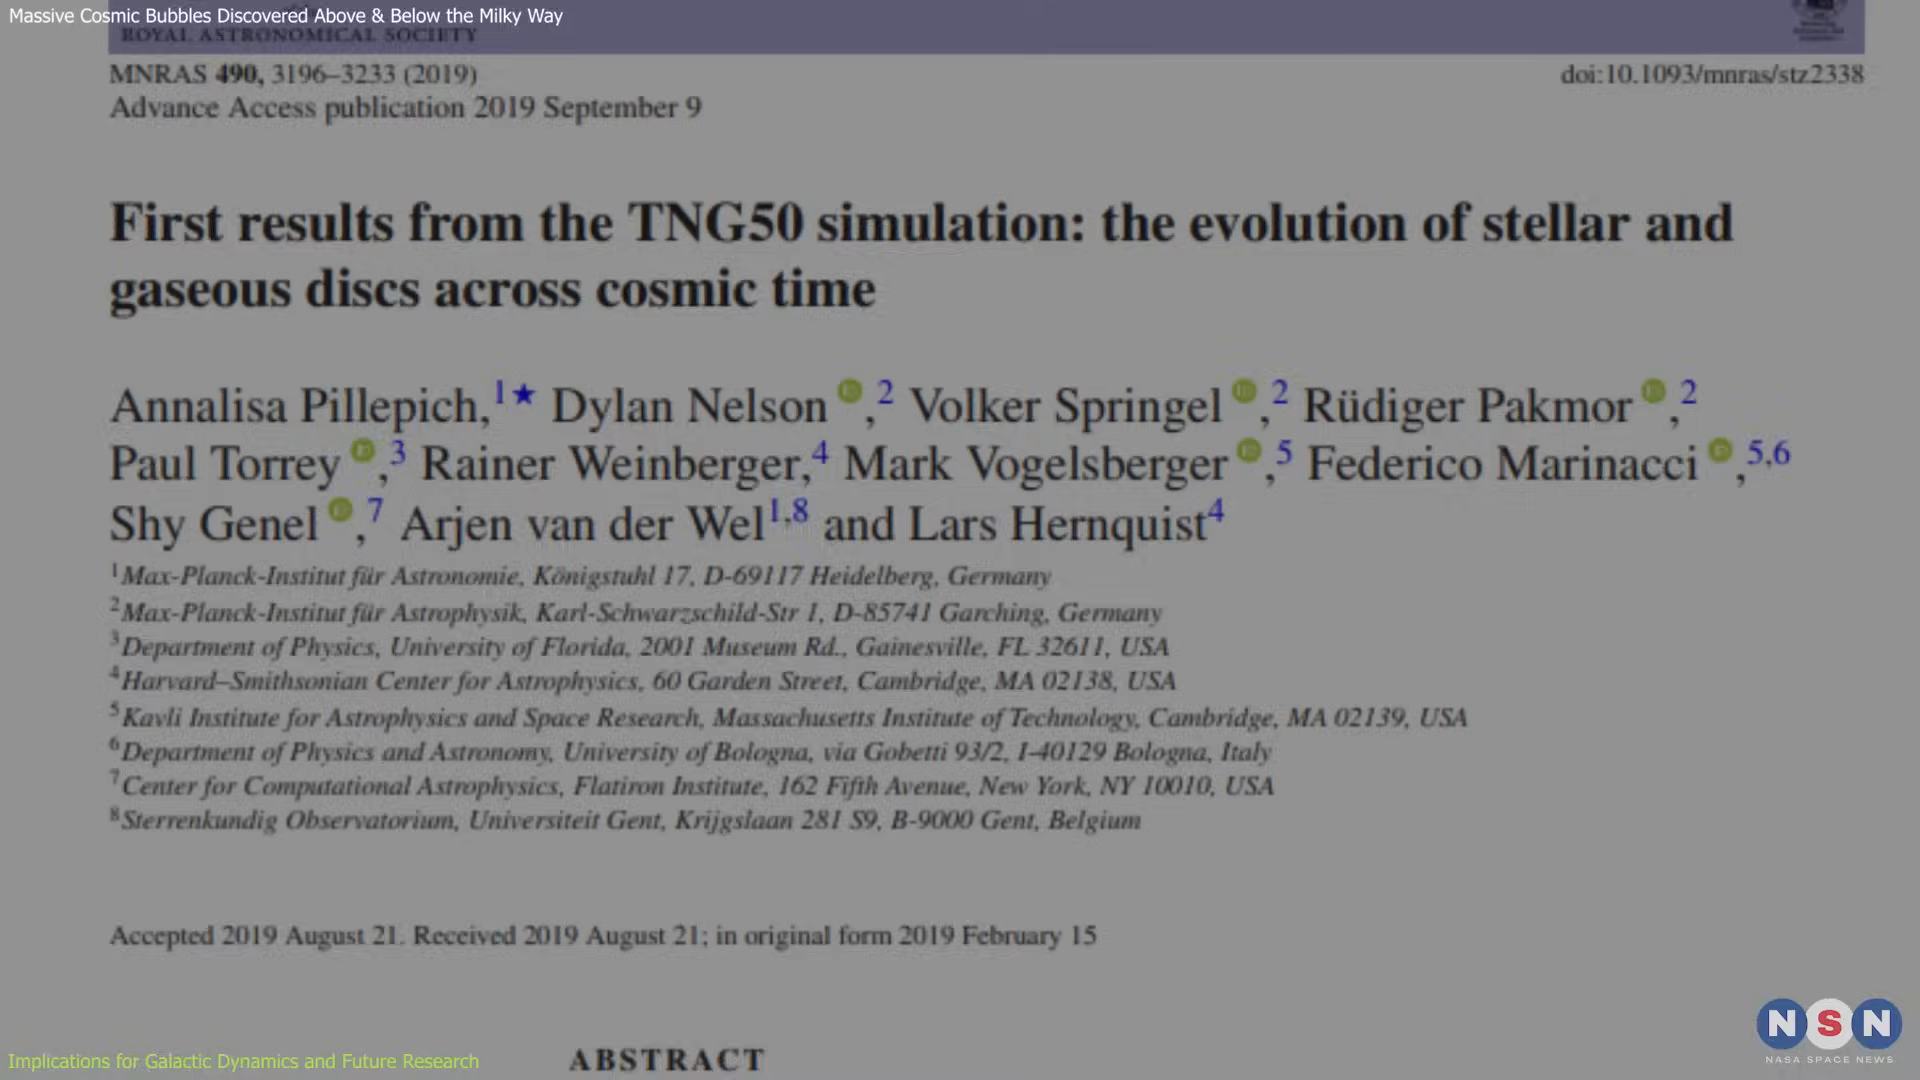 Massive Cosmic Bubbles Discovered Above & Below the Milky Way
ROYAL ASTRONOMICAL SOCIETY
MNRAS 490, 3196–3233 (2019)
doi:10.1093/mnras/stz2338
Advance Access publication 2019 September 9
First results from the TNG50 simulation: the evolution of stellar and
gaseous discs across cosmic time
Annalisa Pillepich,1★ Dylan Nelson iD,2 Volker Springel iD,2 Rüdiger Pakmor iD,2
Paul Torrey iD,3 Rainer Weinberger,4 Mark Vogelsberger iD,5 Federico Marinacci iD,5,6
Shy Genel iD,7 Arjen van der Wel1,8 and Lars Hernquist4
1Max-Planck-Institut für Astronomie, Königstuhl 17, D-69117 Heidelberg, Germany
2Max-Planck-Institut für Astrophysik, Karl-Schwarzschild-Str 1, D-85741 Garching, Germany
3Department of Physics, University of Florida, 2001 Museum Rd., Gainesville, FL 32611, USA
4Harvard–Smithsonian Center for Astrophysics, 60 Garden Street, Cambridge, MA 02138, USA
5Kavli Institute for Astrophysics and Space Research, Massachusetts Institute of Technology, Cambridge, MA 02139, USA
6Department of Physics and Astronomy, University of Bologna, via Gobetti 93/2, I-40129 Bologna, Italy
7Center for Computational Astrophysics, Flatiron Institute, 162 Fifth Avenue, New York, NY 10010, USA
8Sterrenkundig Observatorium, Universiteit Gent, Krijgslaan 281 S9, B-9000 Gent, Belgium
Accepted 2019 August 21. Received 2019 August 21; in original form 2019 February 15
ABSTRACT
Implications for Galactic Dynamics and Future Research
NSN
NASA SPACE NEWS